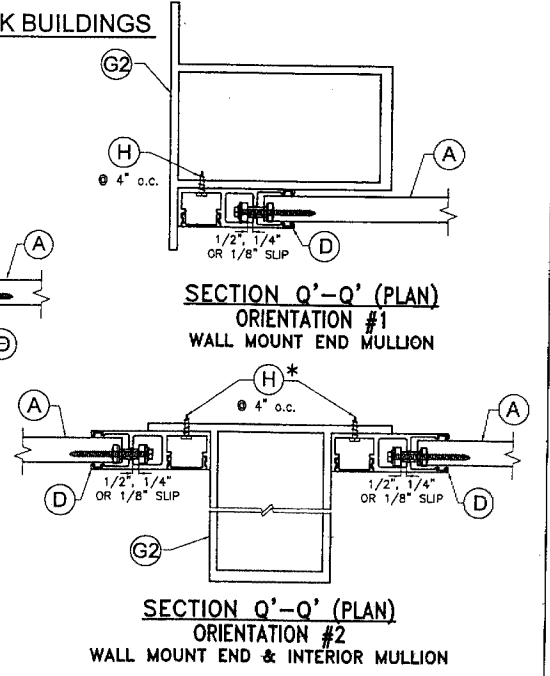 K BUILDINGS
G2
H
@ 4" o.c.
A
1/2", 1/4"
OR 1/8" SLIP
D
A
SECTION Q'-Q' (PLAN)
ORIENTATION #1
WALL MOUNT END MULLION
H*
@ 4" o.c.
A
A
1/2", 1/4"
OR 1/8" SLIP
1/2", 1/4"
OR 1/8" SLIP
D
D
G2
SECTION Q'-Q' (PLAN)
ORIENTATION #2
WALL MOUNT END & INTERIOR MULLION